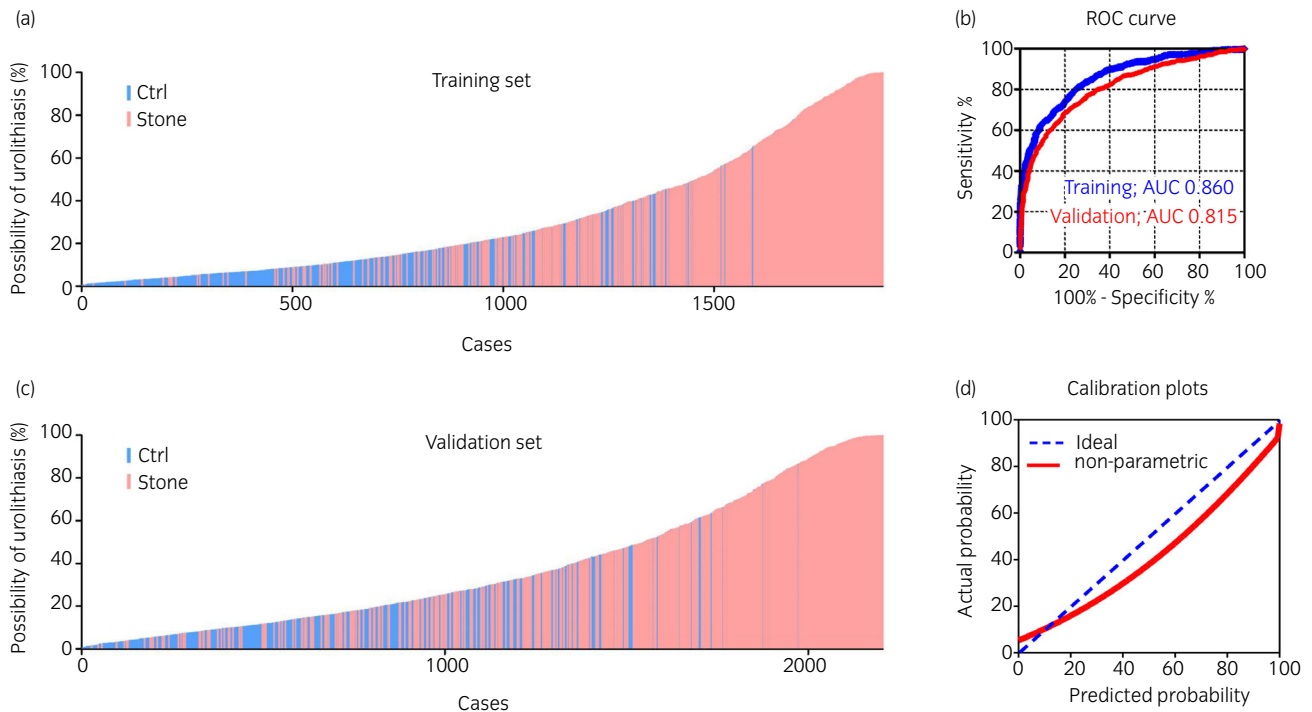 (a)
Training set
Possibility of urolithiasis (%)
100
80
60
40
20
0
Ctrl
Stone
0
500
1000
1500
Cases
(b)
ROC curve
Sensitivity %
100
80
60
40
20
0
Training; AUC 0.860
Validation; AUC 0.815
0
20
40
60
80
100
100% - Specificity %
(c)
Validation set
Possibility of urolithiasis (%)
100
80
60
40
20
0
Ctrl
Stone
0
1000
2000
Cases
(d)
Calibration plots
Actual probability
100
80
60
40
20
0
Ideal
non-parametric
0
20
40
60
80
100
Predicted probability